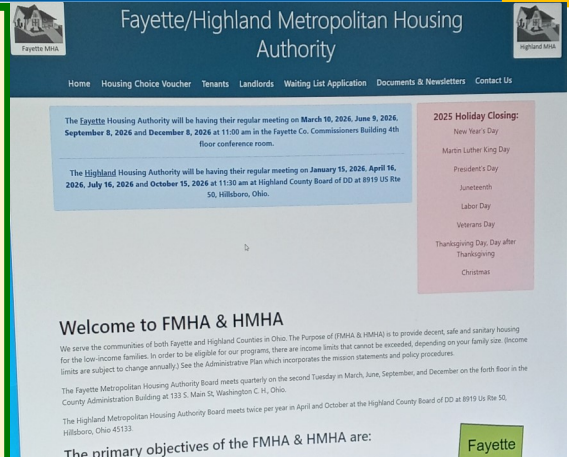 Fayette/Highland Metropolitan Housing
Authority
Fayette MHA
Highland MHA
Home Housing Choice Voucher Tenants Landlords Waiting List Application Documents & Newsletters Contact Us
The Fayette Housing Authority will be having their regular meeting on March 10, 2026, June 9, 2026,
September 8, 2026 and December 8, 2026 at 11:00 am in the Fayette Co. Commissioners Building 4th
floor conference room.
The Highland Housing Authority will be having their regular meeting on January 15, 2026, April 16,
2026, July 16, 2026 and October 15, 2026 at 11:30 am at Highland County Board of DD at 8919 US Rte
50, Hillsboro, Ohio.
2025 Holiday Closing:
New Year's Day
Martin Luther King Day
President's Day
Juneteenth
Labor Day
Veterans Day
Thanksgiving Day, Day after
Thanksgiving
Christmas
Welcome to FMHA & HMHA
We serve the communities of both Fayette and Highland Counties in Ohio. The Purpose of (FMHA & HMHA) is to provide decent, safe and sanitary housing
for the low-income families. In order to be eligible for our programs, there are income limits that cannot be exceeded, depending on your family size. (Income
limits are subject to change annually.) See the Administrative Plan which incorporates the mission statements and policy procedures
The Fayette Metropolitan Housing Authority Board meets quarterly on the second Tuesday in March, June, September, and December on the forth floor in the
County Administration Building at 133 S. Main St, Washington C. H., Ohio.
The Highland Metropolitan Housing Authority Board meets twice per year in April and October at the Highland County Board of DD at 8919 Us Rte 50,
Hillsboro, Ohio 45133.
The primary objectives of the FMHA & HMHA are:
Fayette